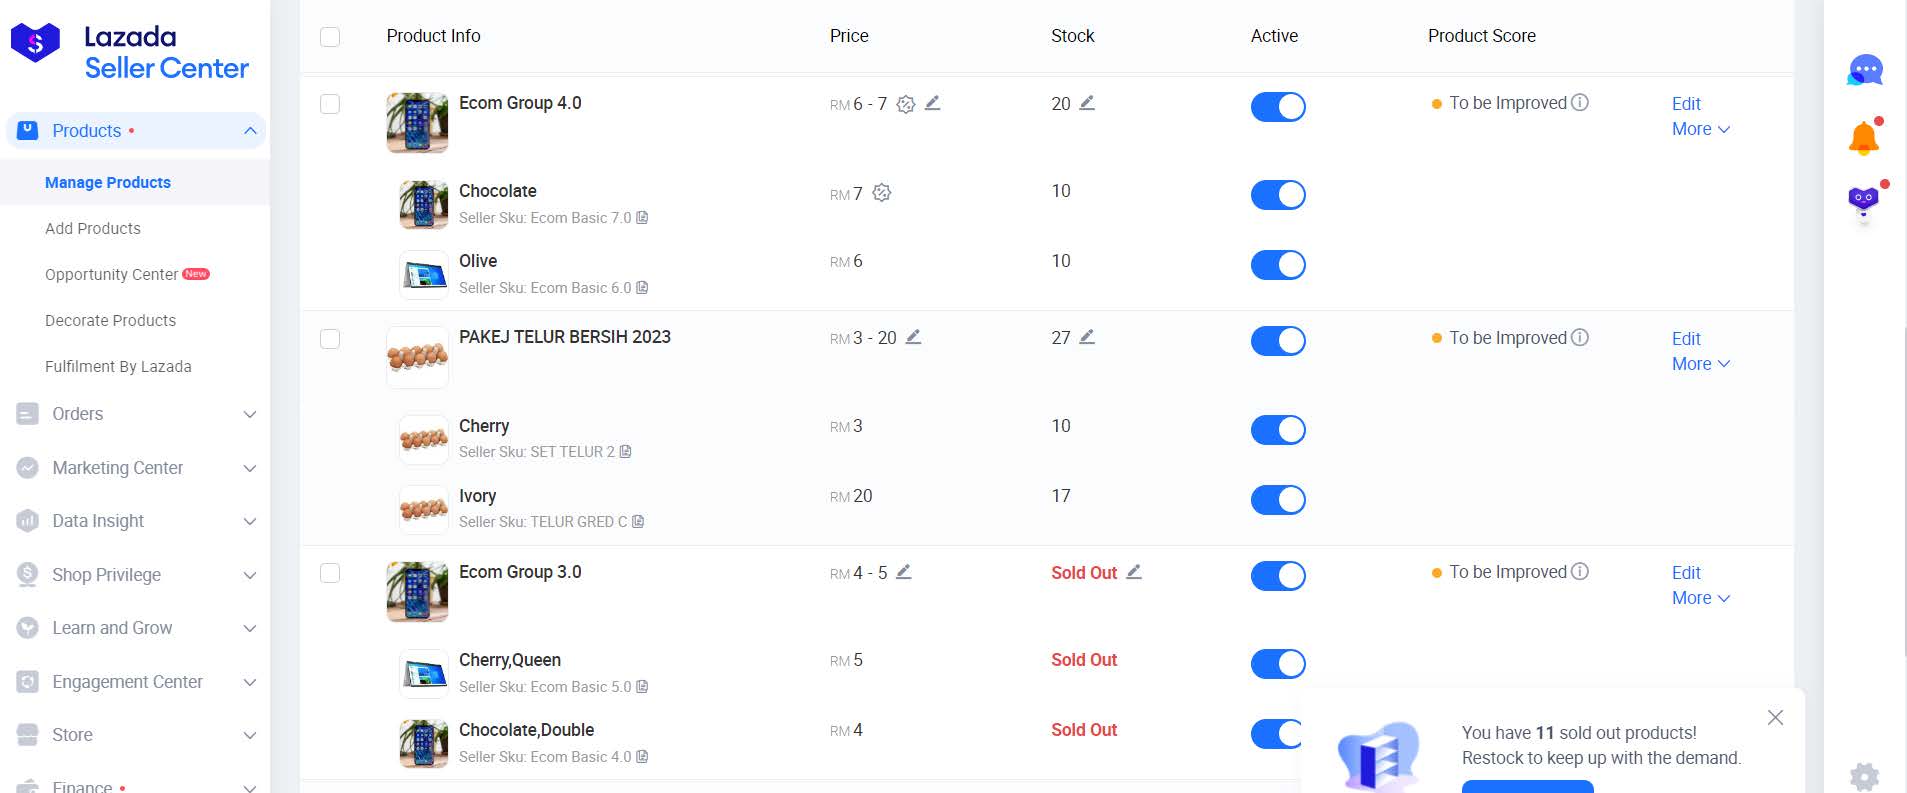 Lazada
Seller Center
Products
Manage Products
Add Products
Opportunity Center New
Decorate Products
Fulfilment By Lazada
Orders
Marketing Center
Data Insight
Shop Privilege
Learn and Grow
Engagement Center
Store
Finance
Product Info Price Stock Active Product Score
Ecom Group 4.0 RM 6 - 7 20 To be Improved Edit
More
Chocolate RM 7 10
Seller Sku: Ecom Basic 7.0
Olive RM 6 10
Seller Sku: Ecom Basic 6.0
PAKEJ TELUR BERSIH 2023 RM 3 - 20 27 To be Improved Edit
More
Cherry RM 3 10
Seller Sku: SET TELUR 2
Ivory RM 20 17
Seller Sku: TELUR GRED C
Ecom Group 3.0 RM 4 - 5 Sold Out To be Improved Edit
More
Cherry,Queen RM 5 Sold Out
Seller Sku: Ecom Basic 5.0
Chocolate,Double RM 4 Sold Out
Seller Sku: Ecom Basic 4.0
You have 11 sold out products!
Restock to keep up with the demand.